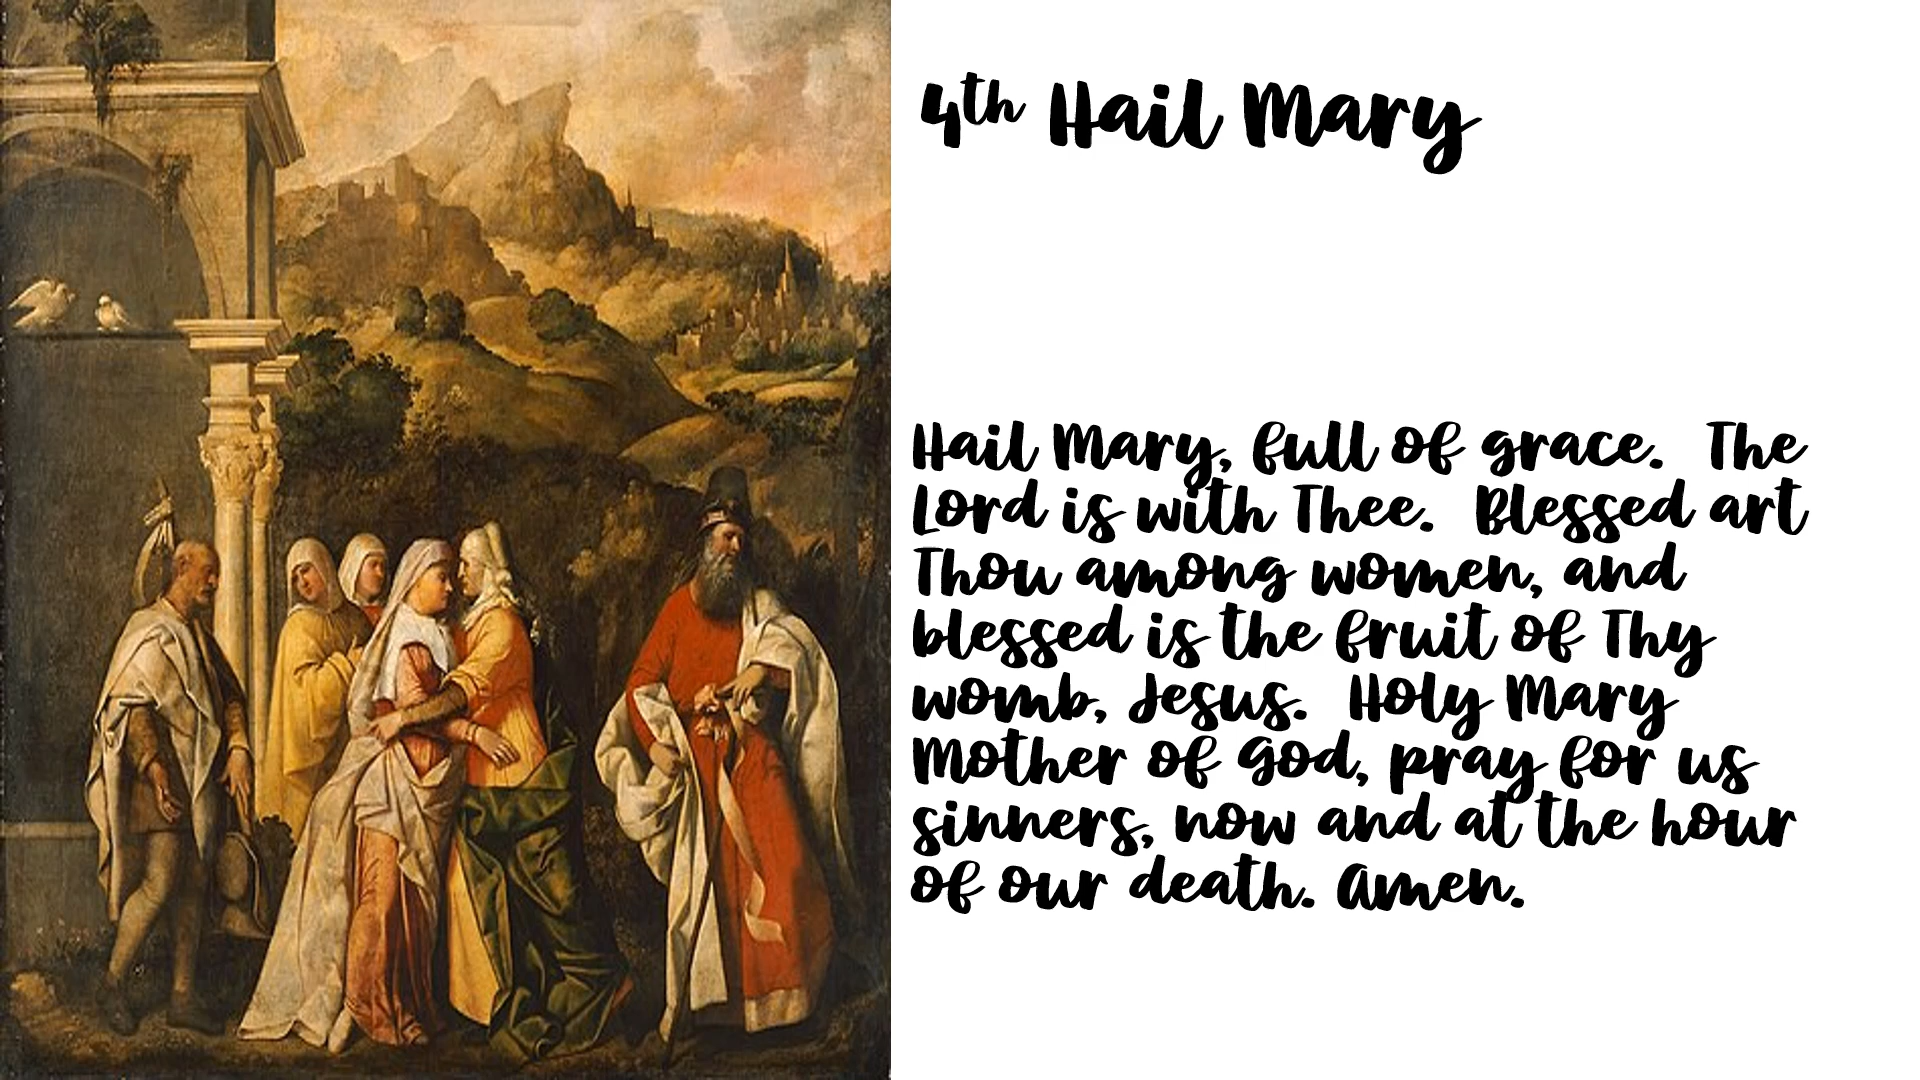 4th Hail Mary
Hail Mary, full of grace. The
Lord is with Thee. Blessed art
Thou among women, and
blessed is the fruit of Thy
womb, Jesus. Holy Mary
Mother of God, pray for us
sinners, now and at the hour
of our death. Amen.